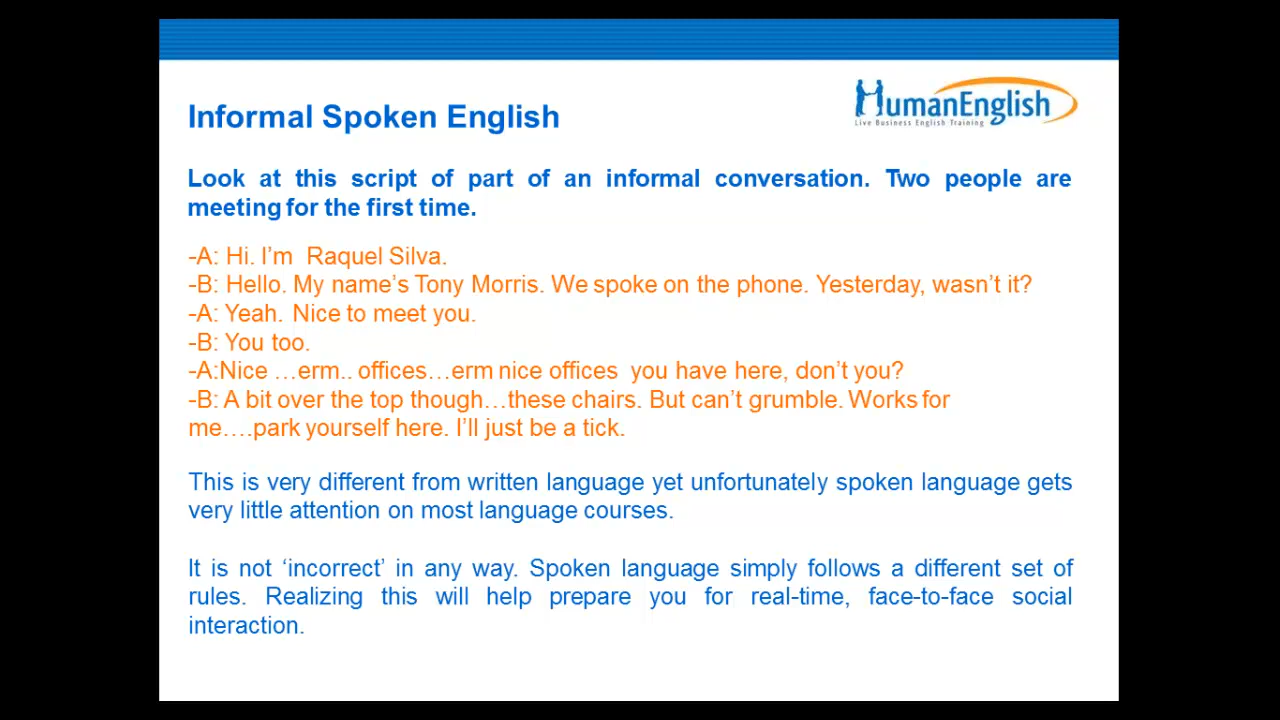 HumanEnglish
Live Business English Training
Informal Spoken English
Look at this script of part of an informal conversation. Two people are
meeting for the first time.
-A: Hi. I’m Raquel Silva.
-B: Hello. My name’s Tony Morris. We spoke on the phone. Yesterday, wasn’t it?
-A: Yeah. Nice to meet you.
-B: You too.
-A:Nice …erm.. offices…erm nice offices you have here, don’t you?
-B: A bit over the top though…these chairs. But can’t grumble. Works for
me….park yourself here. I’ll just be a tick.
This is very different from written language yet unfortunately spoken language gets
very little attention on most language courses.
It is not ‘incorrect’ in any way. Spoken language simply follows a different set of
rules. Realizing this will help prepare you for real-time, face-to-face social
interaction.